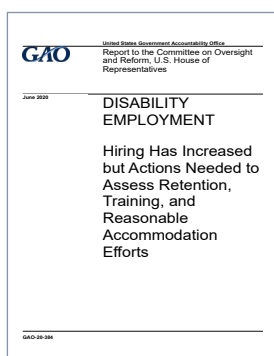 United States Government Accountability Office
GAO
Report to the Committee on Oversight
and Reform, U.S. House of
Representatives
June 2020
DISABILITY
EMPLOYMENT
Hiring Has Increased
but Actions Needed to
Assess Retention,
Training, and
Reasonable
Accommodation
Efforts
GAO-20-384